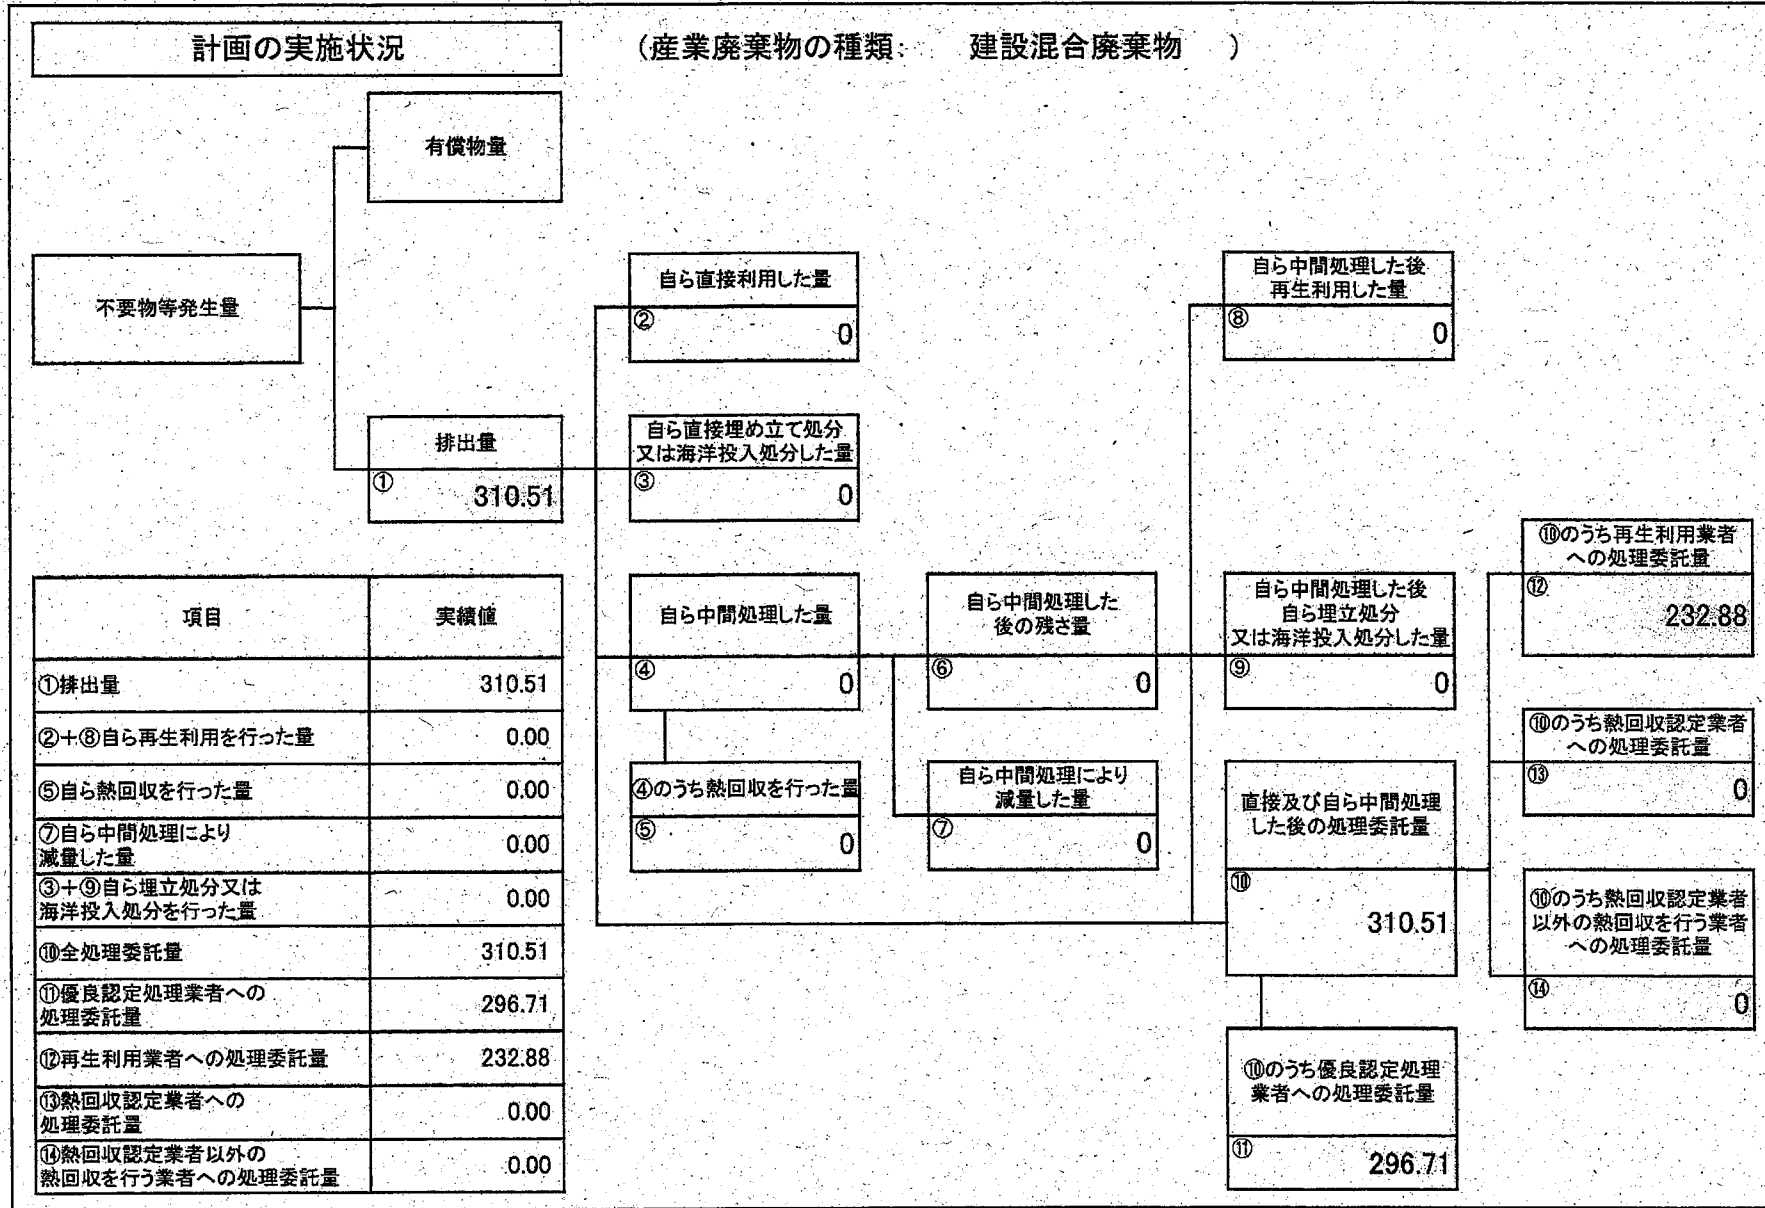 計画の実施状況
(産業廃棄物の種類: 建設混合廃棄物 )
有償物量
不要物等発生量
排出量
① 310.51
自ら直接利用した量
② 0
自ら直接埋め立て処分
又は海洋投入処分した量
③ 0
自ら中間処理した量
④ 0
④のうち熱回収を行った量
⑤ 0
自ら中間処理した
後の残さ量
⑥ 0
自ら中間処理により
減量した量
⑦ 0
自ら中間処理した後
再生利用した量
⑧ 0
自ら中間処理した後
自ら埋立処分
又は海洋投入処分した量
⑨ 0
直接及び自ら中間処理
した後の処理委託量
⑩
310.51
⑩のうち優良認定処理
業者への処理委託量
⑪ 296.71
⑩のうち再生利用業者
への処理委託量
⑫
232.88
⑩のうち熱回収認定業者
への処理委託量
⑬ 0
⑩のうち熱回収認定業者
以外の熱回収を行う業者
への処理委託量
⑭ 0
項目 実績値
①排出量 310.51
②+⑧自ら再生利用を行った量 0.00
⑤自ら熱回収を行った量 0.00
⑦自ら中間処理により
減量した量 0.00
③+⑨自ら埋立処分又は
海洋投入処分を行った量 0.00
⑩全処理委託量 310.51
⑪優良認定処理業者への
処理委託量 296.71
⑫再生利用業者への処理委託量 232.88
⑬熱回収認定業者への
処理委託量 0.00
⑭熱回収認定業者以外の
熱回収を行う業者への処理委託量 0.00